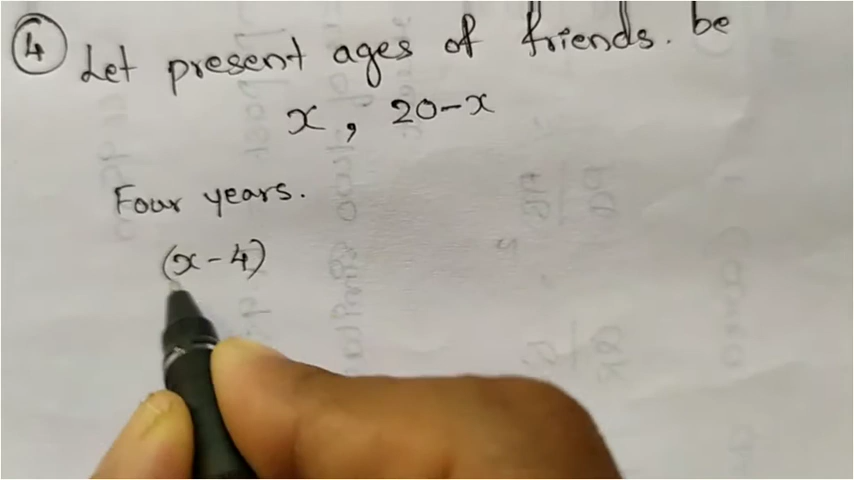 4 Let present ages of friends. be
x, 20-x
Four years.
(x-4)